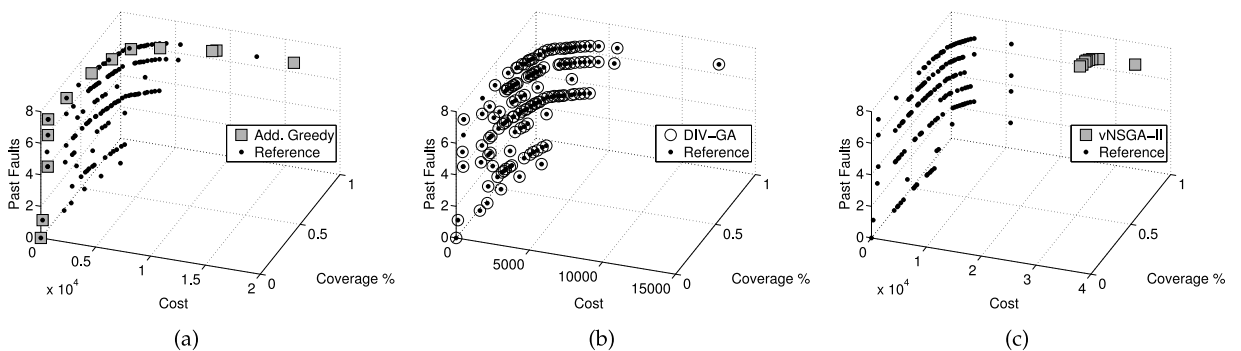 8
6
4
2
0
Past Faults
0
0.5
1
1.5
2
x 10^4
Cost
0
0.5
1
Coverage %
Add. Greedy
Reference
(a)
8
6
4
2
0
Past Faults
0
5000
10000
15000
Cost
0
0.5
1
Coverage %
DIV-GA
Reference
(b)
8
6
4
2
0
Past Faults
0
1
2
3
4
x 10^4
Cost
0
0.5
1
Coverage %
vNSGA-II
Reference
(c)